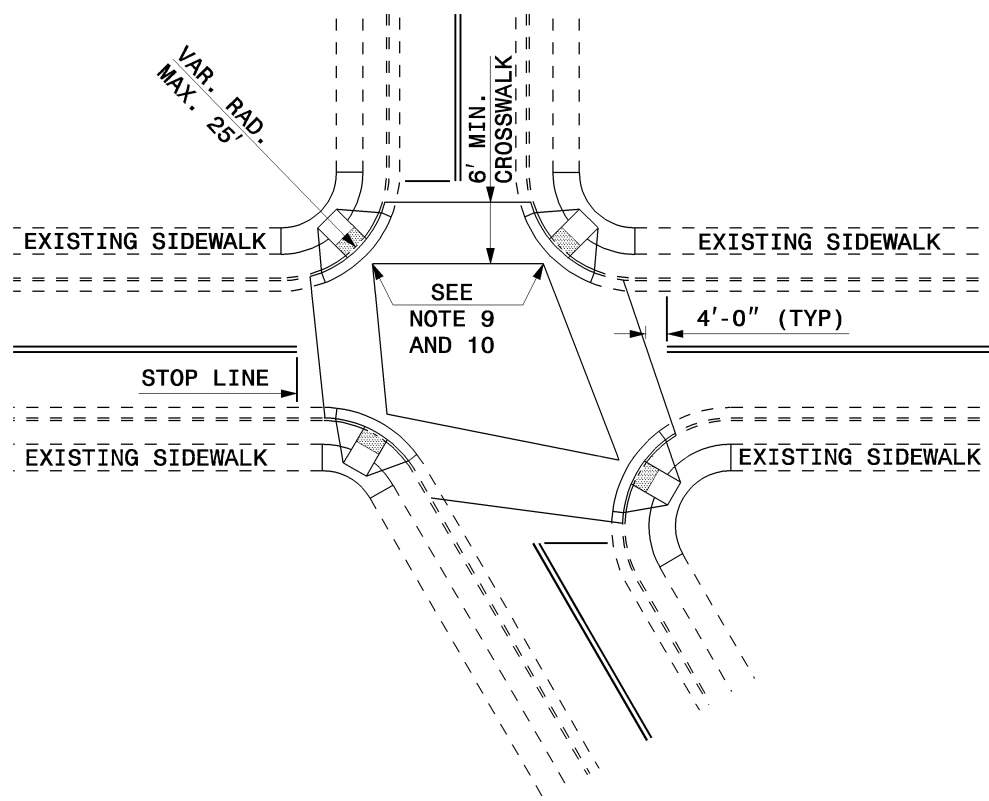 VAR. RAD.
MAX. 25'
6' MIN.
CROSSWALK
EXISTING SIDEWALK
EXISTING SIDEWALK
SEE
NOTE 9
AND 10
4'-0" (TYP)
STOP LINE
EXISTING SIDEWALK
EXISTING SIDEWALK